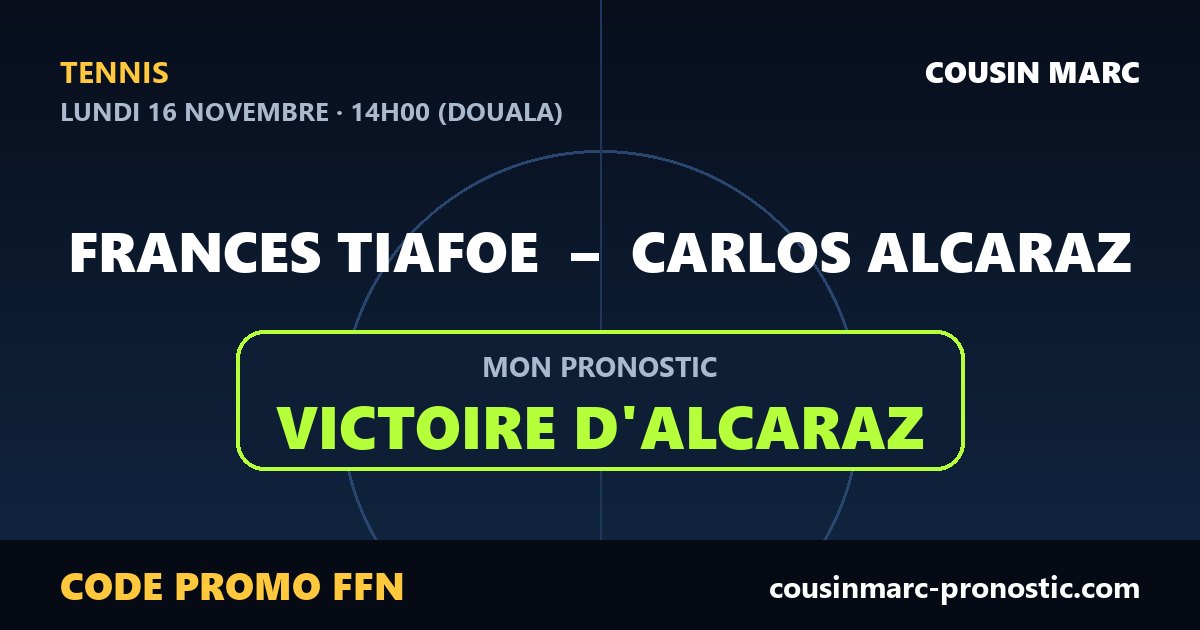 TENNIS
COUSIN MARC
LUNDI 16 NOVEMBRE · 14H00 (DOUALA)
FRANCES TIAFOE – CARLOS ALCARAZ
MON PRONOSTIC
VICTOIRE D'ALCARAZ
CODE PROMO FFN
cousinmarc-pronostic.com